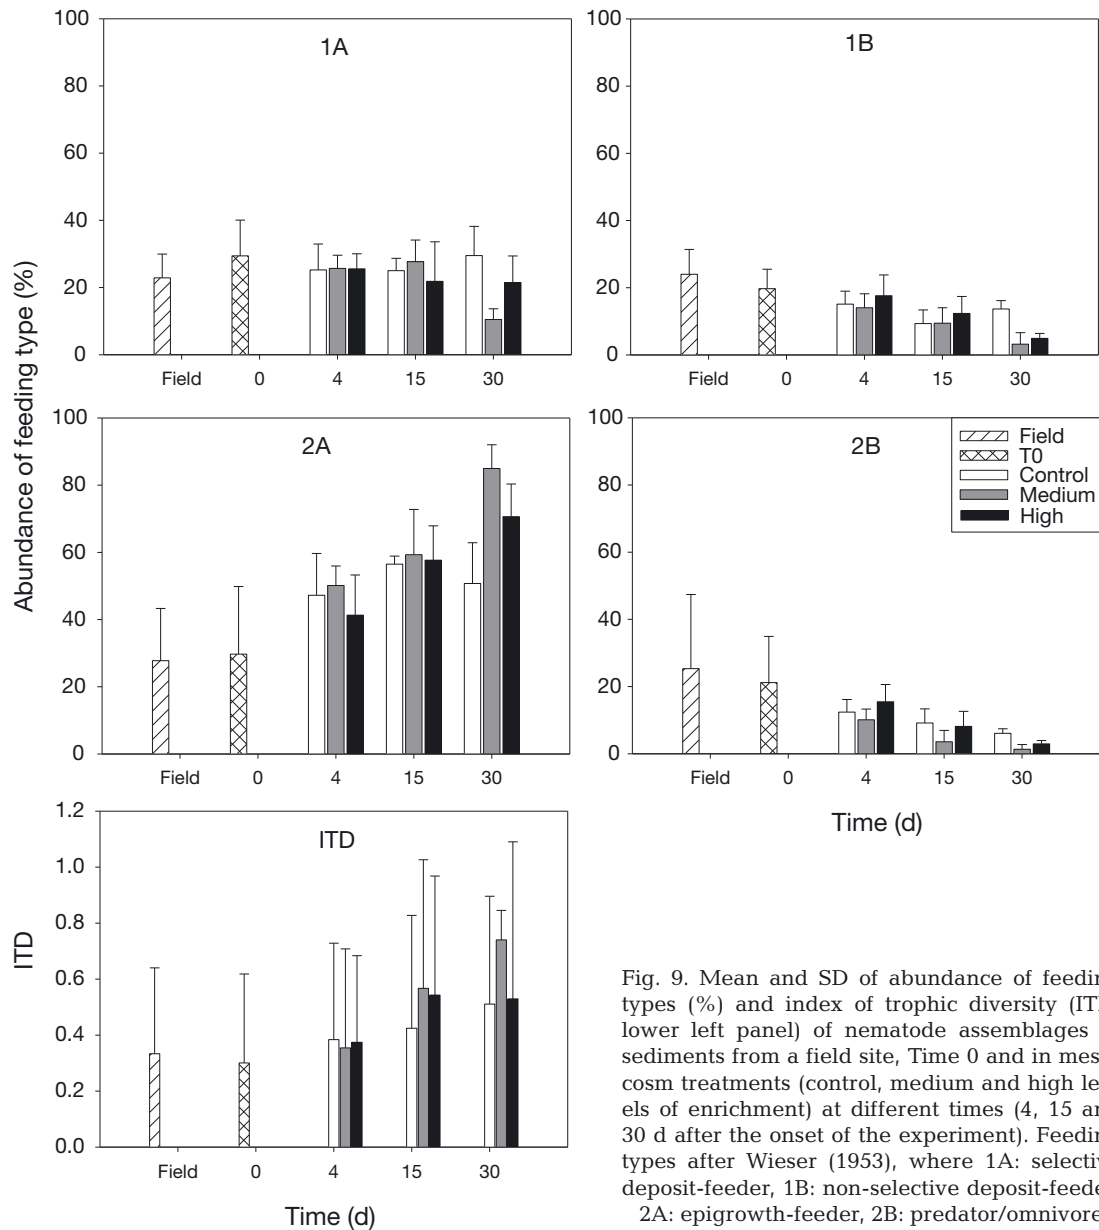 100
80
60
40
20
0
1A
Field 0 4 15 30
100
80
60
40
20
0
1B
Field 0 4 15 30
Abundance of feeding type (%)
100
80
60
40
20
0
2A
Field 0 4 15 30
100
80
60
40
20
0
2B
Field
T0
Control
Medium
High
Field 0 4 15 30
Time (d)
1.2
1.0
0.8
0.6
0.4
0.2
0.0
ITD
ITD
Field 0 4 15 30
Time (d)
Fig. 9. Mean and SD of abundance of feedin
types (%) and index of trophic diversity (IT
lower left panel) of nematode assemblages
sediments from a field site, Time 0 and in mes
cosm treatments (control, medium and high lev
els of enrichment) at different times (4, 15 an
30 d after the onset of the experiment). Feedin
types after Wieser (1953), where 1A: selectiv
deposit-feeder, 1B: non-selective deposit-feede
2A: epigrowth-feeder, 2B: predator/omnivore